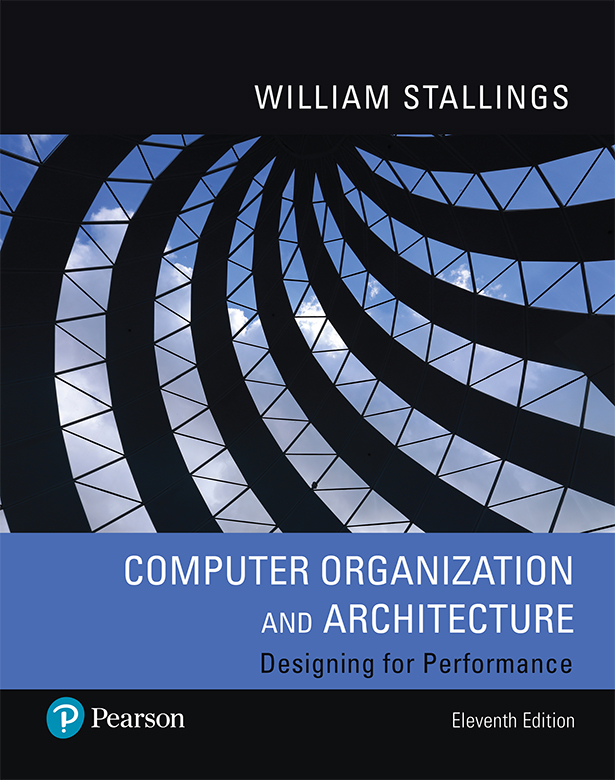 WILLIAM STALLINGS
COMPUTER ORGANIZATION
AND ARCHITECTURE
Designing for Performance
Pearson
Eleventh Edition